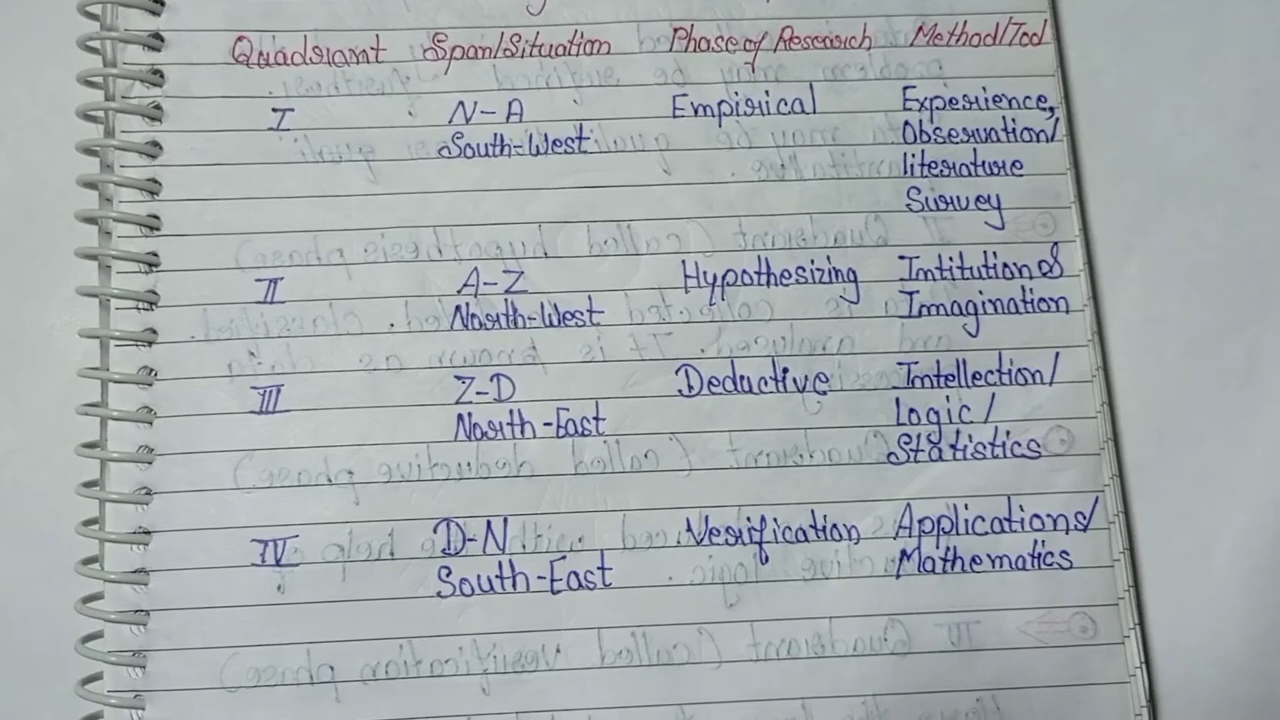 Quadrant Span/Situation Phase of Research Method/Tool
I N-A Empirical Experience,
South-West Observation/
literature
Survey
II A-Z Hypothesizing Intitution &
North-West Imagination
III Z-D Deductive Intellection/
North-East Logic/
Statistics
IV D-N Verification Applications/
South-East Mathematics